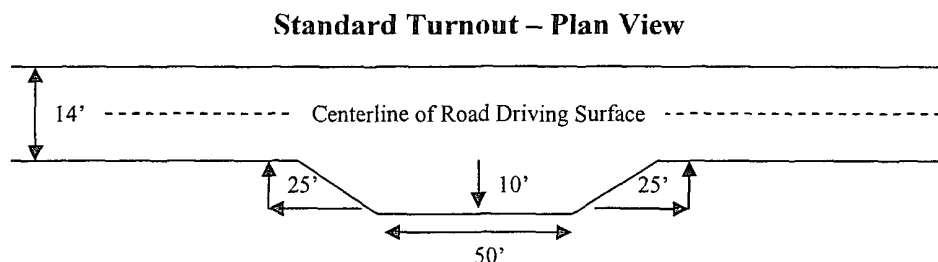 Standard Turnout – Plan View
14'
Centerline of Road Driving Surface
25'
10'
25'
50'